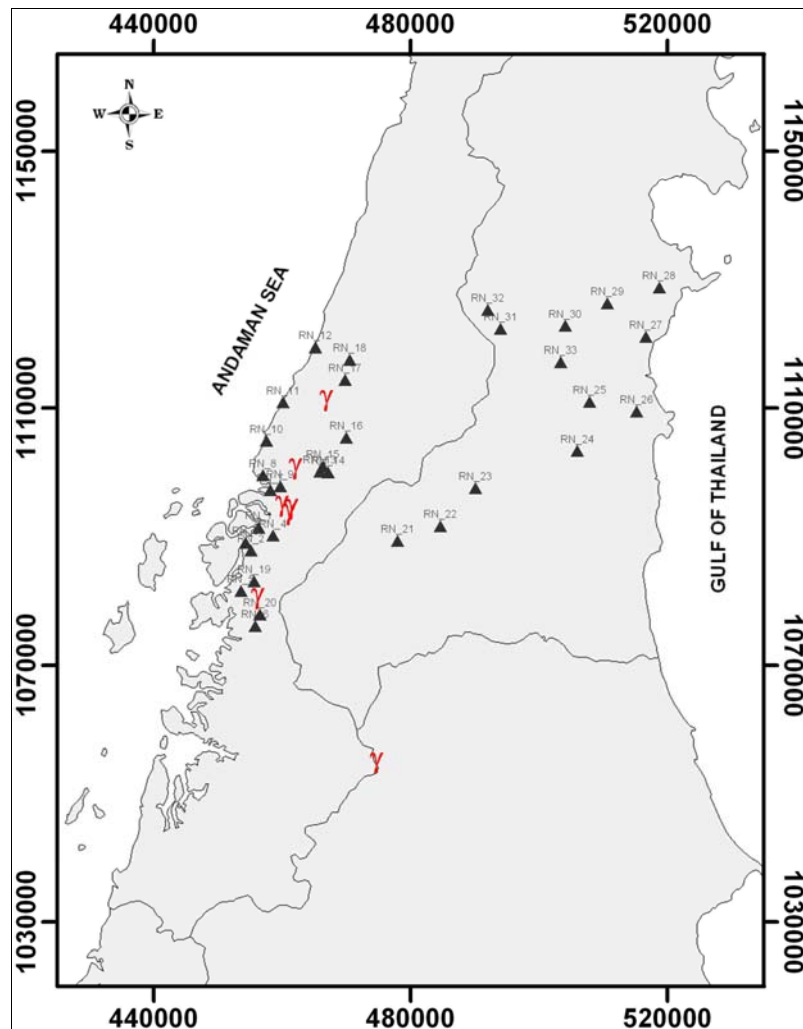 440000 480000 520000
N
W E
S
1150000 1150000
ANDAMAN SEA
RN_28
RN_29
RN_32
RN_31
RN_30
RN_27
RN_12
RN_18
RN_33
RN_17
γ
RN_11
RN_25
RN_26
1110000 1110000
RN_10
RN_16
RN_24
RN_15
γ
RN_8
RN_9
RN_23
γ
γ
RN_22
RN_21
RN_4
GULF OF THAILAND
RN_19
γ
RN_20
1070000 1070000
γ
1030000 1030000
440000 480000 520000